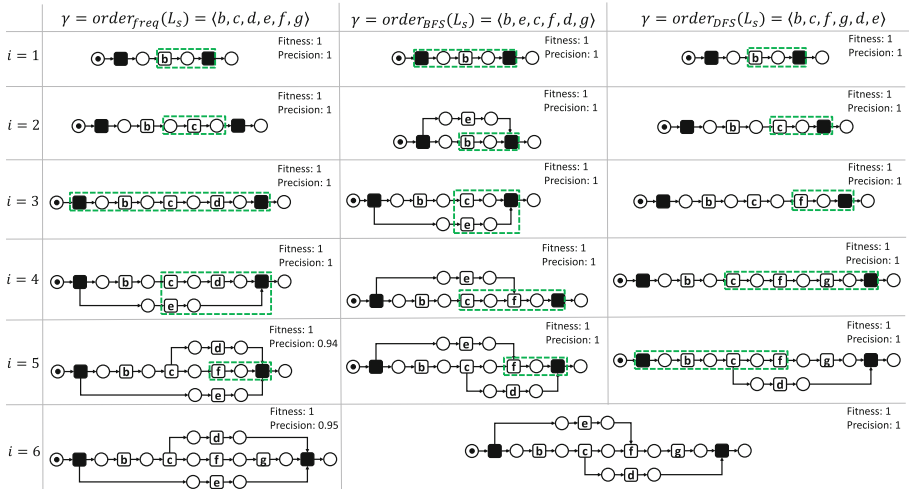 γ = order_freq(L_s) = ⟨b, c, d, e, f, g⟩ γ = order_BFS(L_s) = ⟨b, e, c, f, d, g⟩ γ = order_DFS(L_s) = ⟨b, c, f, g, d, e⟩
i = 1
Fitness: 1
Precision: 1
b
Fitness: 1
Precision: 1
b
Fitness: 1
Precision: 1
b
i = 2
Fitness: 1
Precision: 1
b c
Fitness: 1
Precision: 1
e
b
Fitness: 1
Precision: 1
b c
i = 3
Fitness: 1
Precision: 1
b c d
Fitness: 1
Precision: 1
b c
e
Fitness: 1
Precision: 1
b c f
i = 4
Fitness: 1
Precision: 1
b c d
e
Fitness: 1
Precision: 1
e
b c f
Fitness: 1
Precision: 1
b c f g
i = 5
Fitness: 1
Precision: 0.94
d
b c f
e
Fitness: 1
Precision: 1
e
b c f
d
Fitness: 1
Precision: 1
b c f g
d
i = 6
Fitness: 1
Precision: 0.95
d
b c f g
e
Fitness: 1
Precision: 1
e
b c f g
d